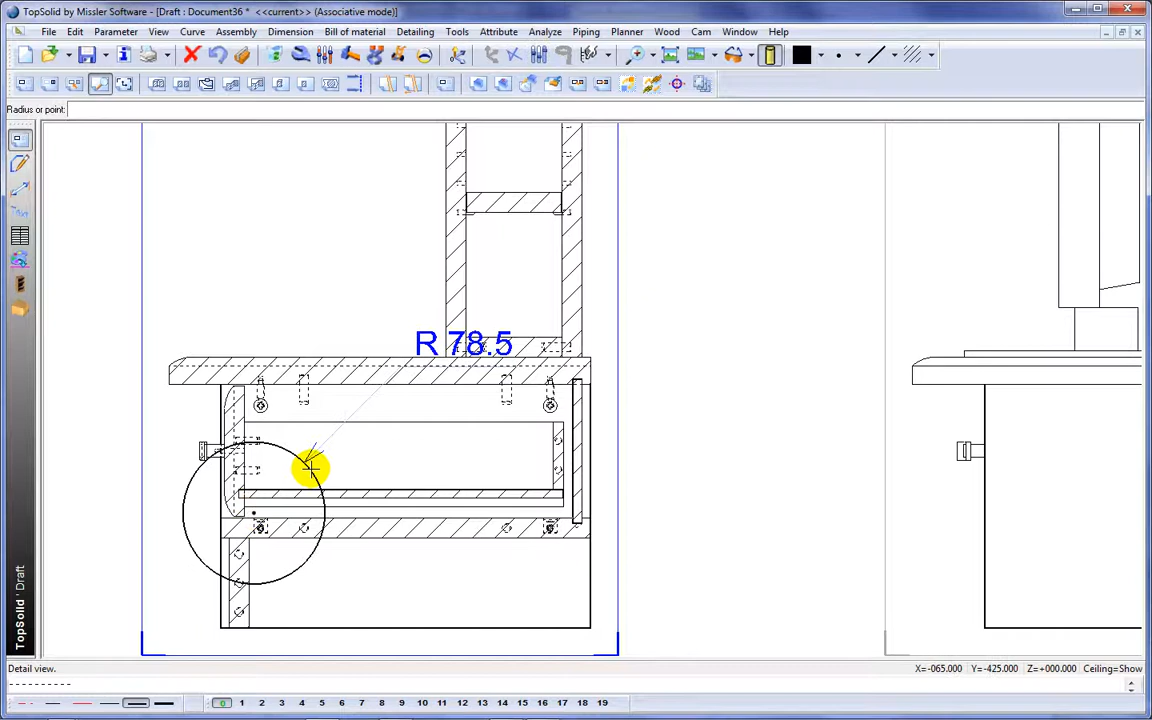 TopSolid by Missler Software - [Draft : Document36 *   <<current>> (Associative mode)]
File Edit Parameter View Curve Assembly Dimension Bill of material Detailing Tools Attribute Analyze Piping Planner Wood Cam Window Help
Radius or point:
R 78.5
TopSolid 'Draft
Detail view.
X=-065.000 Y=-425.000 Z=+000.000 Ceiling=Show
0 1 2 3 4 5 6 7 8 9 10 11 12 13 14 15 16 17 18 19